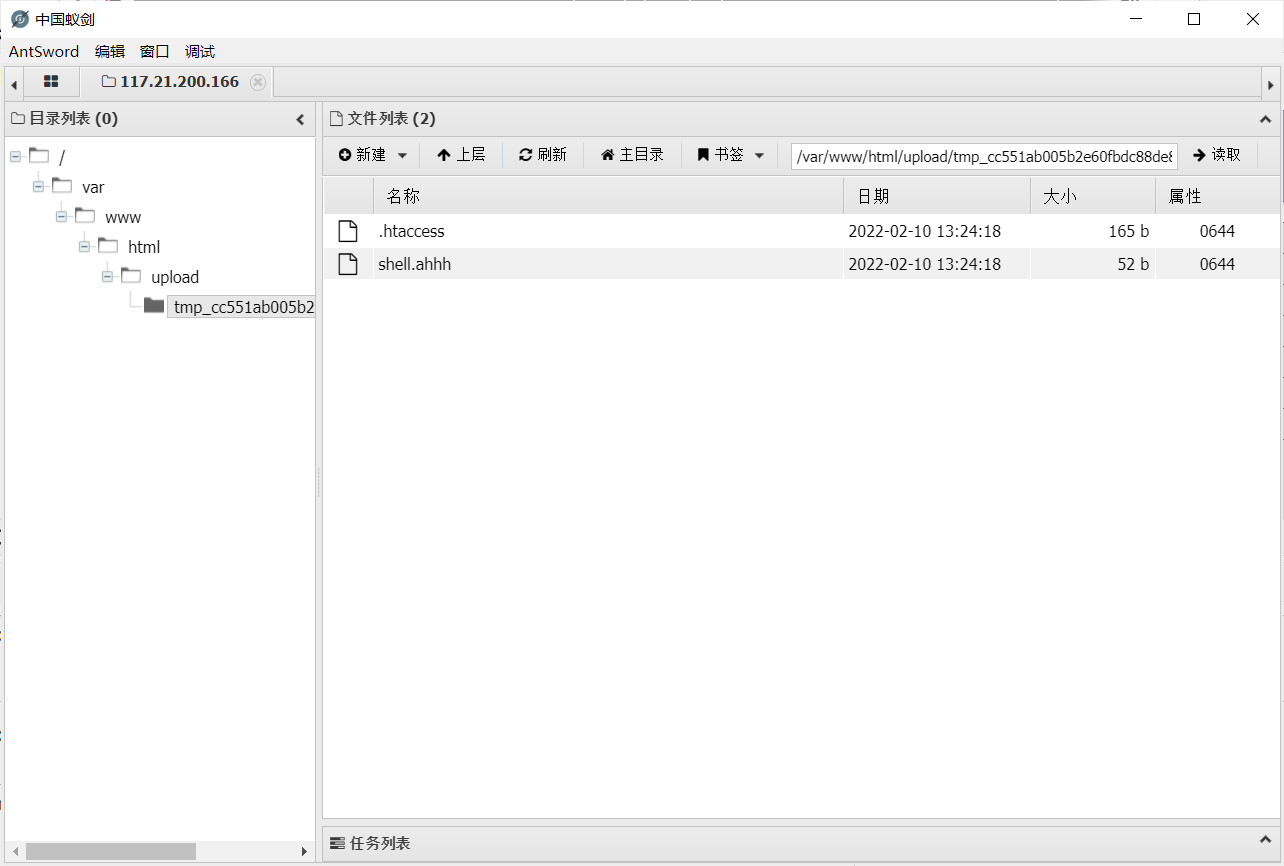 中国蚁剑
AntSword 编辑 窗口 调试
117.21.200.166
目录列表 (0)
文件列表 (2)
新建 上层 刷新 主目录 书签 /var/www/html/upload/tmp_cc551ab005b2e60fbdc88de8 读取
/
var
www
html
upload
tmp_cc551ab005b2
名称 日期 大小 属性
.htaccess 2022-02-10 13:24:18 165 b 0644
shell.ahhh 2022-02-10 13:24:18 52 b 0644
任务列表